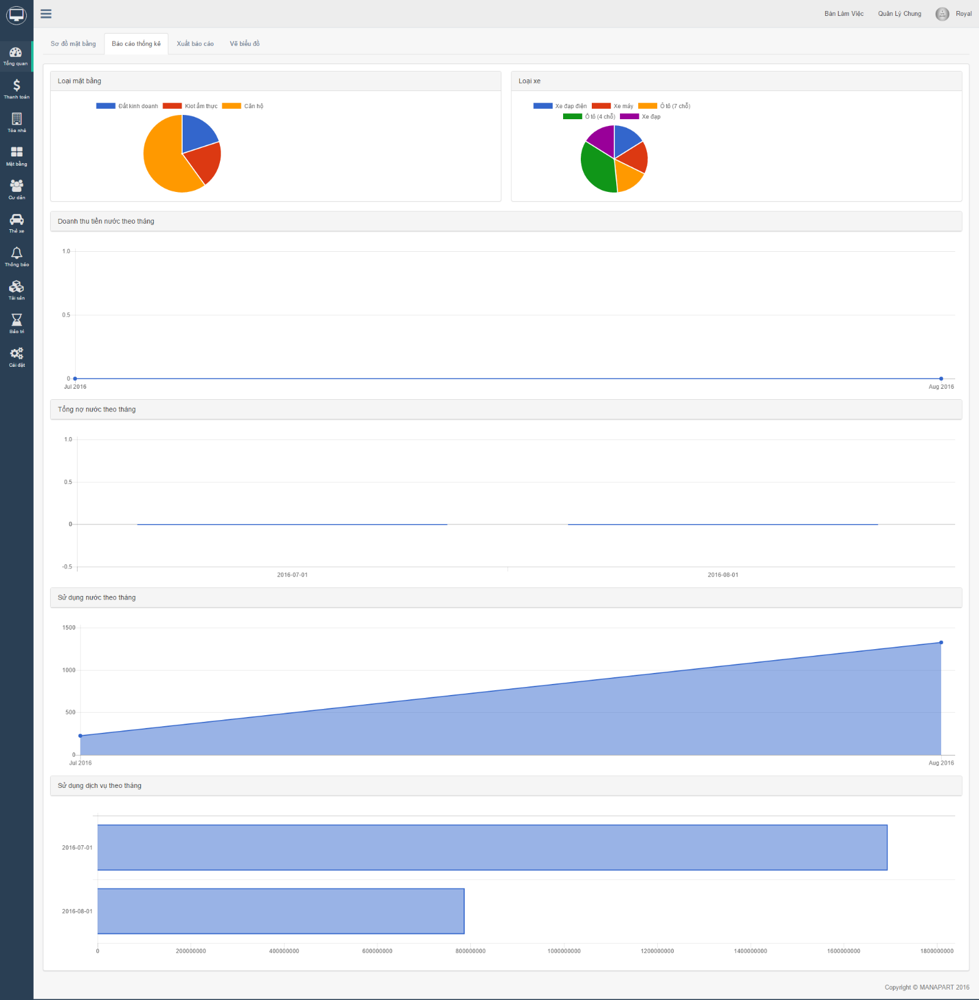 Bàn Làm Việc Quản Lý Chung Royal
Sơ đồ mặt bằng Báo cáo thống kê Xuất báo cáo Vẽ biểu đồ
Tổng quan
Thanh toán
Tòa nhà
Mặt bằng
Cư dân
Thẻ xe
Thông báo
Tài sản
Bảo trì
Cài đặt
Loại mặt bằng
Đất kinh doanh Kiot ẩm thực Căn hộ
Loại xe
Xe đạp điện Xe máy Ô tô (7 chỗ)
Ô tô (4 chỗ) Xe đạp
Doanh thu tiền nước theo tháng
1.0
0.5
0
Jul 2016 Aug 2016
Tổng nợ nước theo tháng
1.0
0.5
0
-0.5
2016-07-01 2016-08-01
Sử dụng nước theo tháng
1500
1000
500
0
Jul 2016 Aug 2016
Sử dụng dịch vụ theo tháng
2016-07-01
2016-08-01
0 200000000 400000000 600000000 800000000 1000000000 1200000000 1400000000 1600000000 1800000000
Copyright © MANAPART 2016